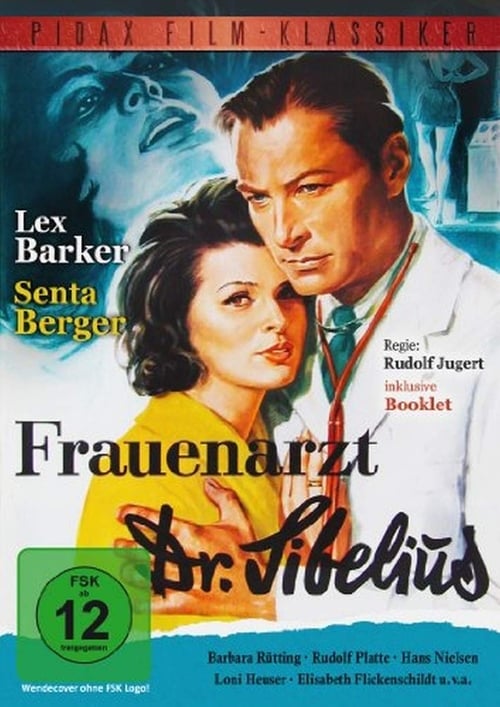 PIDAX FILM-KLASSIKER
Lex
Barker
Senta
Berger
Regie:
Rudolf Jugert
inklusive
Booklet
Frauenarzt
Dr. Sibelius
FSK
ab
12
freigegeben
Wendecover ohne FSK Logo!
Barbara Rütting · Rudolf Platte · Hans Nielsen
Loni Heuser · Elisabeth Flickenschildt u.v.a.